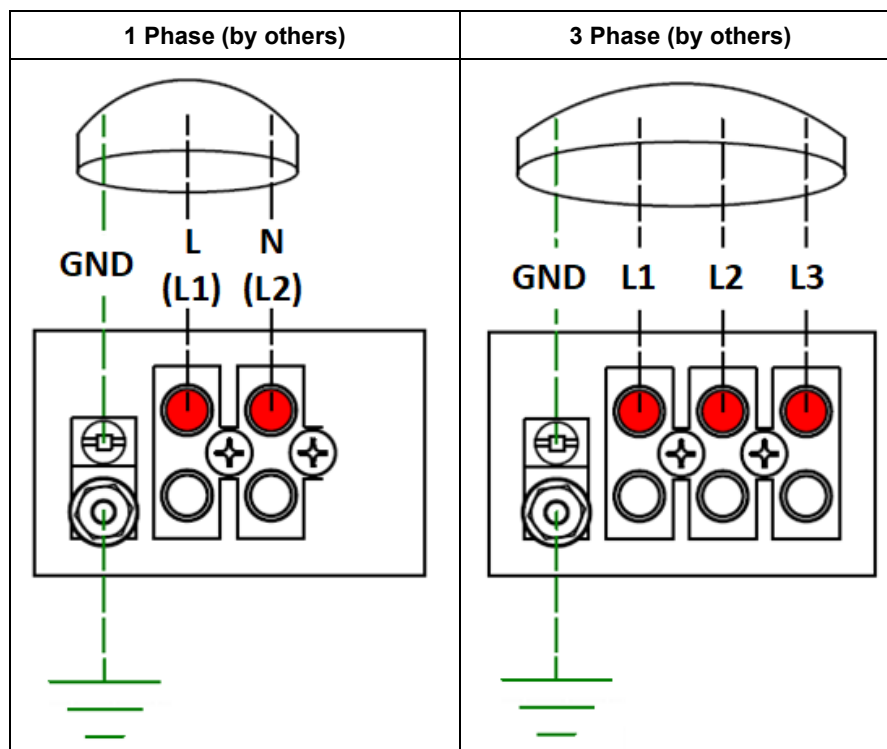 1 Phase (by others)
3 Phase (by others)
GND
L
(L1)
N
(L2)
GND
L1
L2
L3